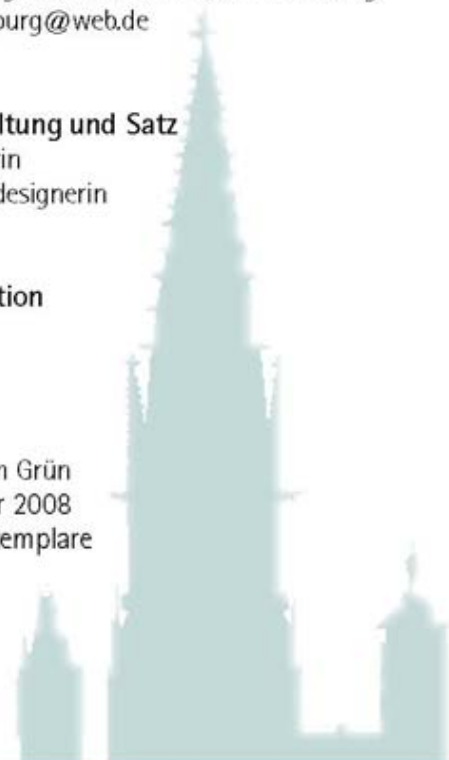 burg@web.de
ltung und Satz
in
designerin
tion
n Grün
r 2008
emplare